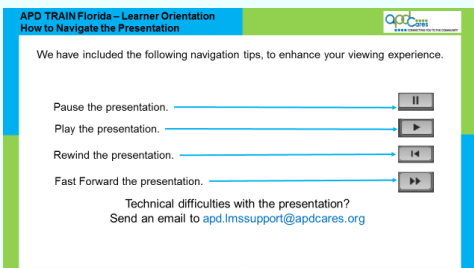 APD TRAIN Florida – Learner Orientation
How to Navigate the Presentation
apdcares
We have included the following navigation tips, to enhance your viewing experience.
Pause the presentation.
Play the presentation.
Rewind the presentation.
Fast Forward the presentation.
Technical difficulties with the presentation?
Send an email to apd.lmssupport@apdcares.org